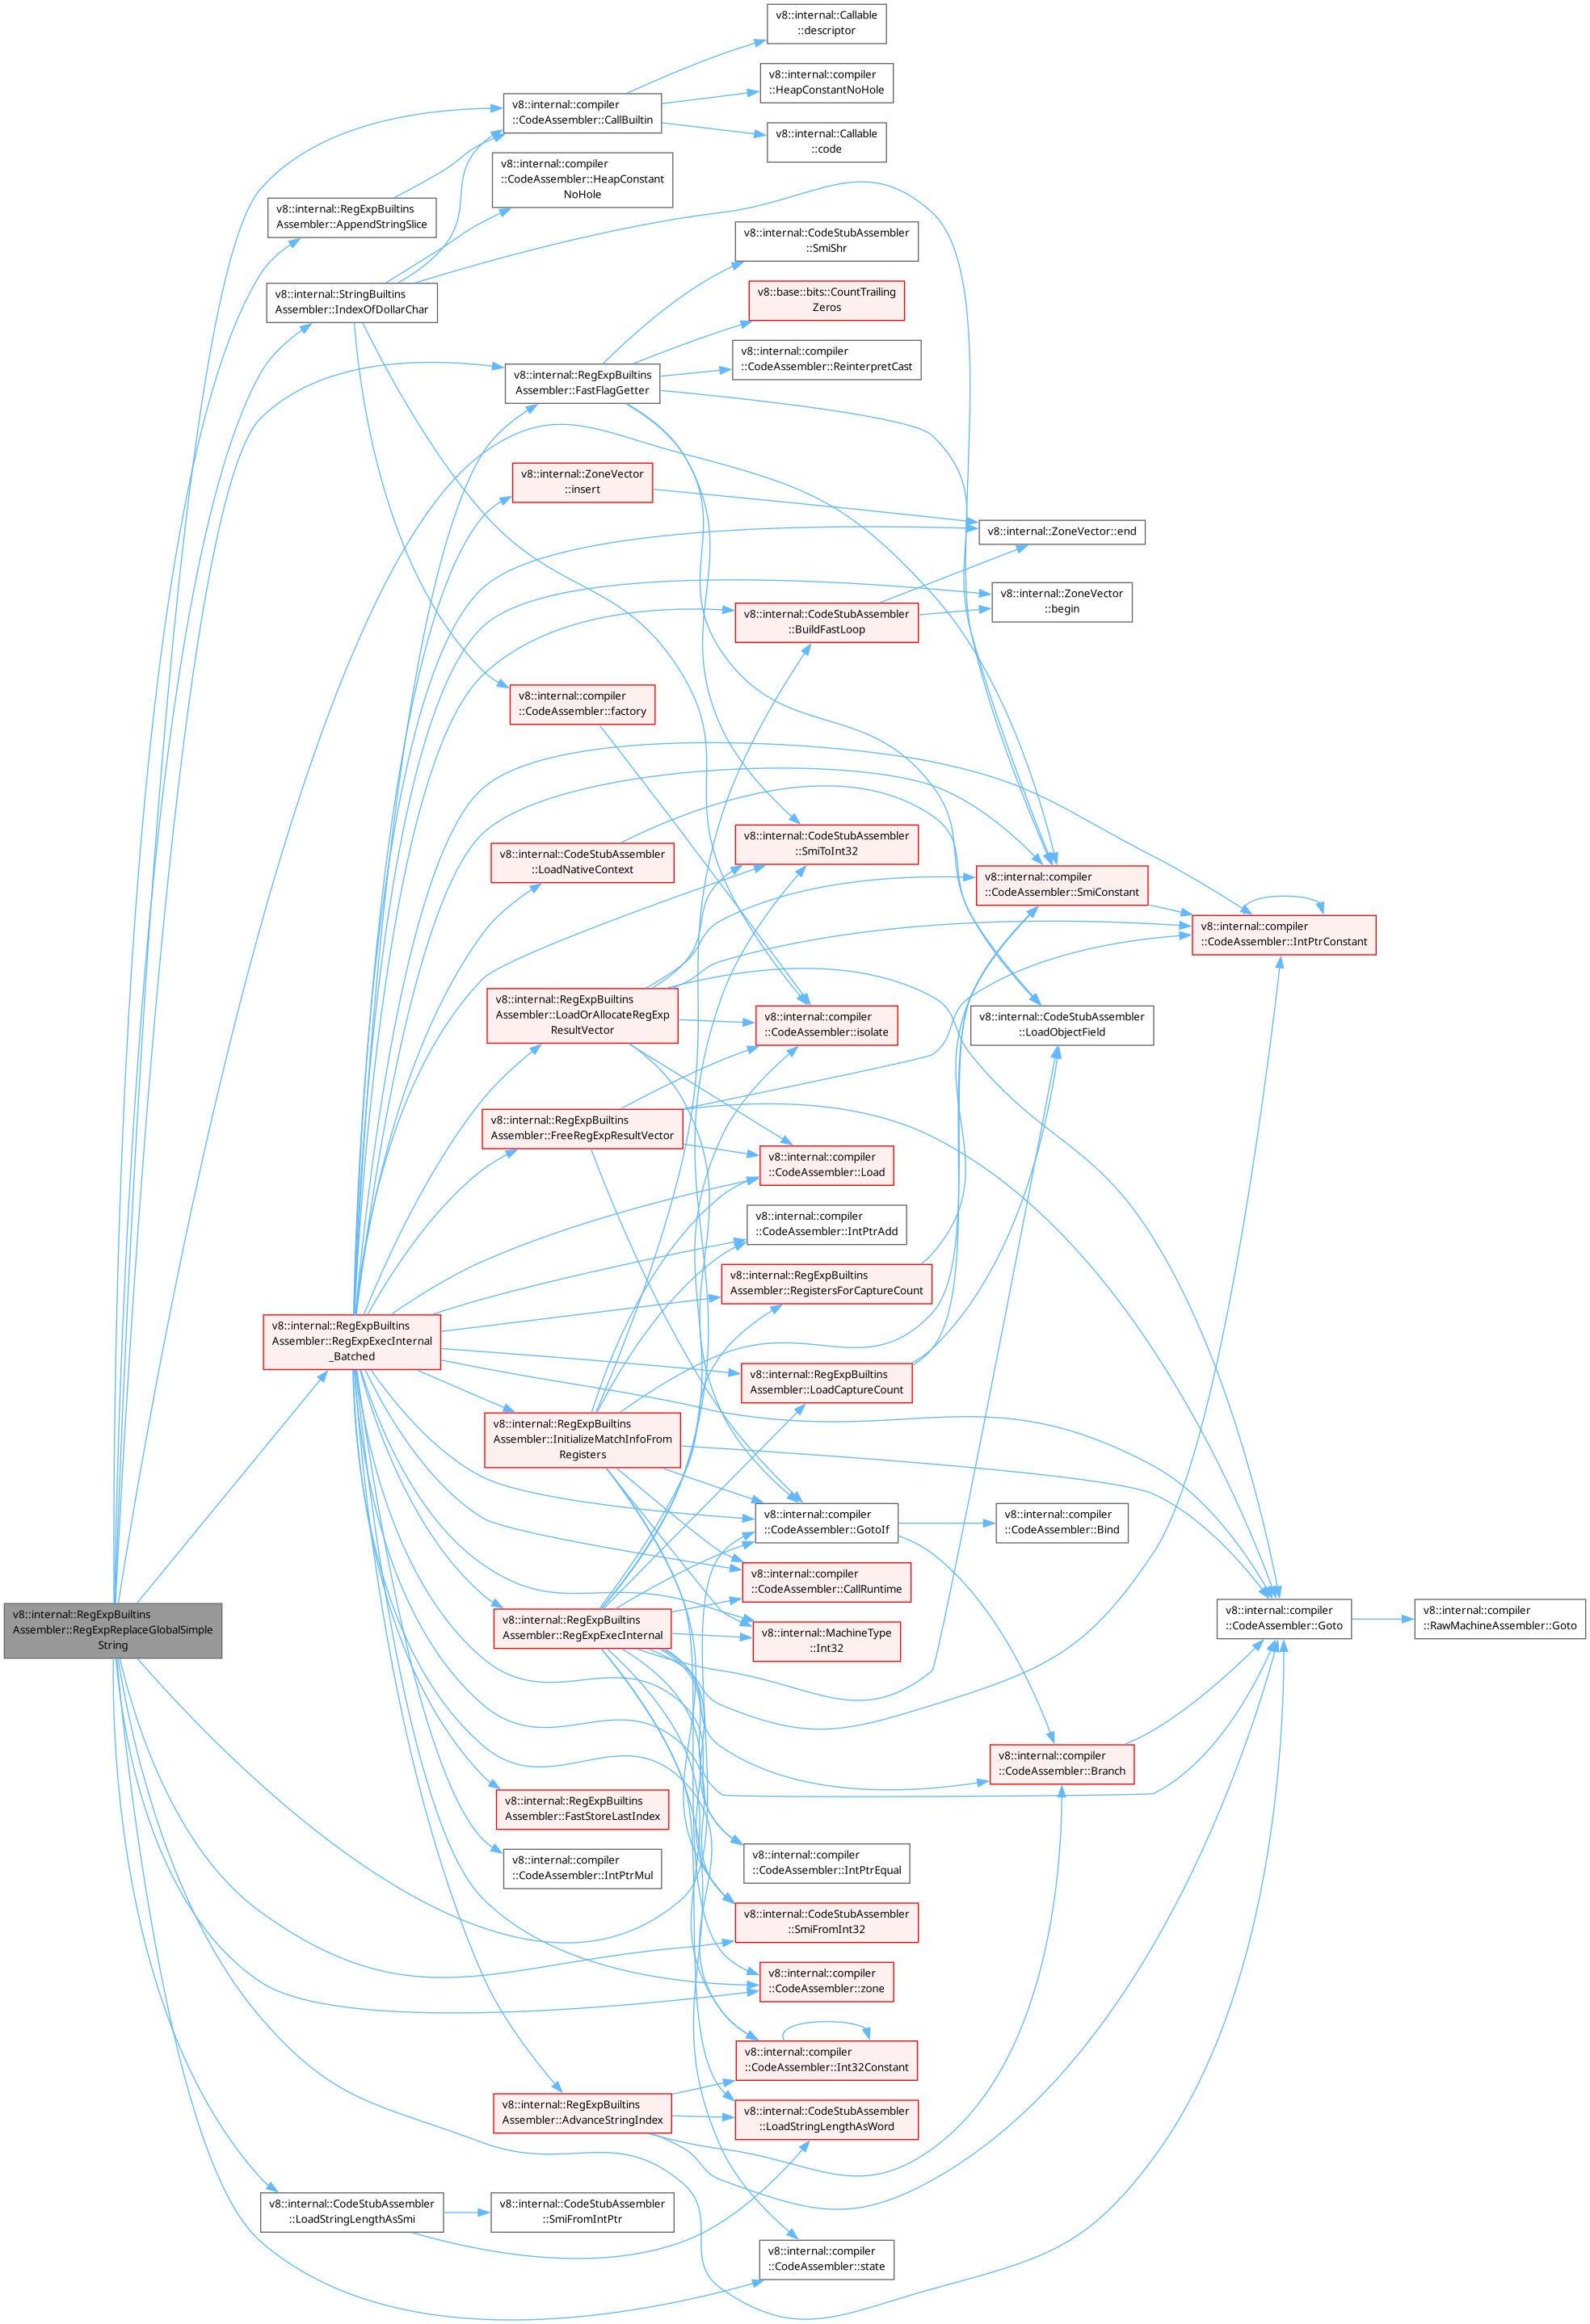 v8::internal::Callable
::descriptor
v8::internal::compiler
::HeapConstantNoHole
v8::internal::compiler
::CodeAssembler::CallBuiltin
v8::internal::Callable
::code
v8::internal::compiler
::CodeAssembler::HeapConstant
NoHole
v8::internal::RegExpBuiltins
Assembler::AppendStringSlice
v8::internal::CodeStubAssembler
::SmiShr
v8::internal::StringBuiltins
Assembler::IndexOfDollarChar
v8::base::bits::CountTrailing
Zeros
v8::internal::compiler
::CodeAssembler::ReinterpretCast
v8::internal::RegExpBuiltins
Assembler::FastFlagGetter
v8::internal::ZoneVector
::insert
v8::internal::ZoneVector::end
v8::internal::ZoneVector
::begin
v8::internal::CodeStubAssembler
::BuildFastLoop
v8::internal::compiler
::CodeAssembler::factory
v8::internal::CodeStubAssembler
::SmiToInt32
v8::internal::CodeStubAssembler
::LoadNativeContext
v8::internal::compiler
::CodeAssembler::SmiConstant
v8::internal::compiler
::CodeAssembler::IntPtrConstant
v8::internal::RegExpBuiltins
Assembler::LoadOrAllocateRegExp
ResultVector
v8::internal::compiler
::CodeAssembler::isolate
v8::internal::CodeStubAssembler
::LoadObjectField
v8::internal::RegExpBuiltins
Assembler::FreeRegExpResultVector
v8::internal::compiler
::CodeAssembler::Load
v8::internal::compiler
::CodeAssembler::IntPtrAdd
v8::internal::RegExpBuiltins
Assembler::RegistersForCaptureCount
v8::internal::RegExpBuiltins
Assembler::RegExpExecInternal
_Batched
v8::internal::RegExpBuiltins
Assembler::LoadCaptureCount
v8::internal::RegExpBuiltins
Assembler::InitializeMatchInfoFrom
Registers
v8::internal::compiler
::CodeAssembler::GotoIf
v8::internal::compiler
::CodeAssembler::Bind
v8::internal::compiler
::CodeAssembler::CallRuntime
v8::internal::RegExpBuiltins
Assembler::RegExpReplaceGlobalSimple
String
v8::internal::RegExpBuiltins
Assembler::RegExpExecInternal
v8::internal::MachineType
::Int32
v8::internal::compiler
::CodeAssembler::Goto
v8::internal::compiler
::RawMachineAssembler::Goto
v8::internal::compiler
::CodeAssembler::Branch
v8::internal::RegExpBuiltins
Assembler::FastStoreLastIndex
v8::internal::compiler
::CodeAssembler::IntPtrMul
v8::internal::compiler
::CodeAssembler::IntPtrEqual
v8::internal::CodeStubAssembler
::SmiFromInt32
v8::internal::compiler
::CodeAssembler::zone
v8::internal::compiler
::CodeAssembler::Int32Constant
v8::internal::RegExpBuiltins
Assembler::AdvanceStringIndex
v8::internal::CodeStubAssembler
::LoadStringLengthAsWord
v8::internal::CodeStubAssembler
::LoadStringLengthAsSmi
v8::internal::CodeStubAssembler
::SmiFromIntPtr
v8::internal::compiler
::CodeAssembler::state